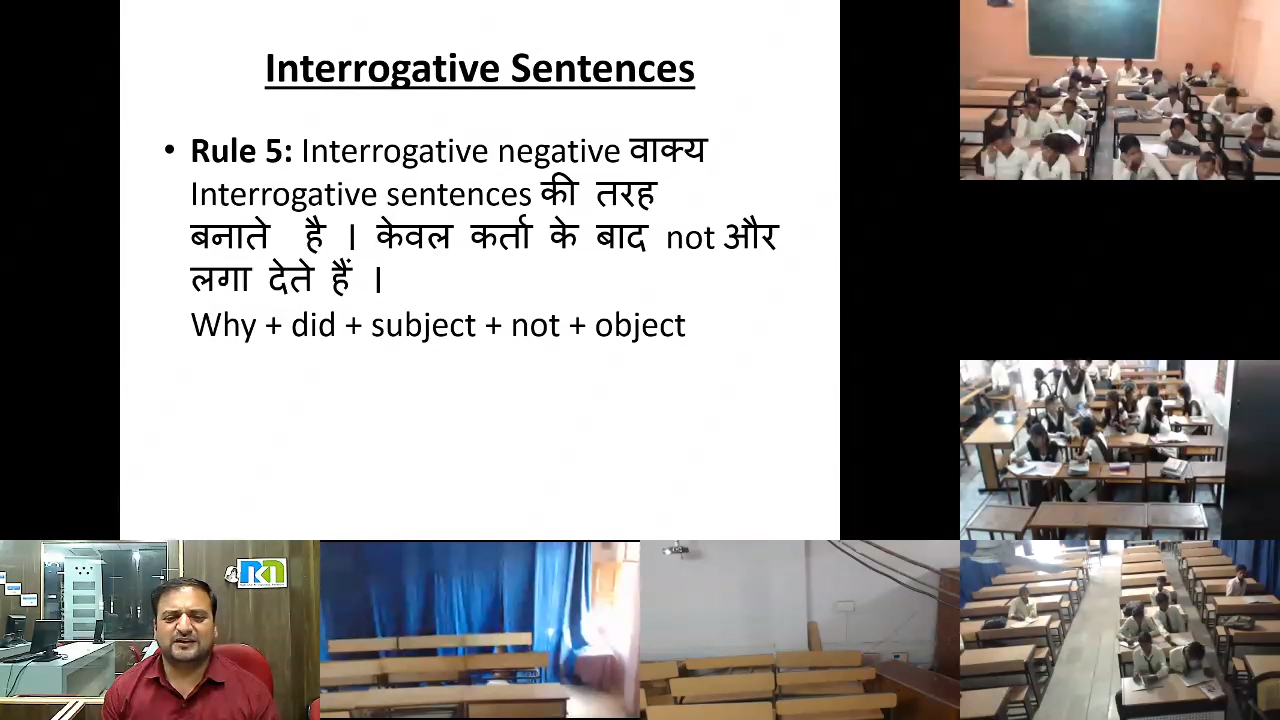 Interrogative Sentences
• Rule 5: Interrogative negative वाक्य
Interrogative sentences की तरह
बनाते है । केवल कर्ता के बाद not और
लगा देते हैं ।
Why + did + subject + not + object